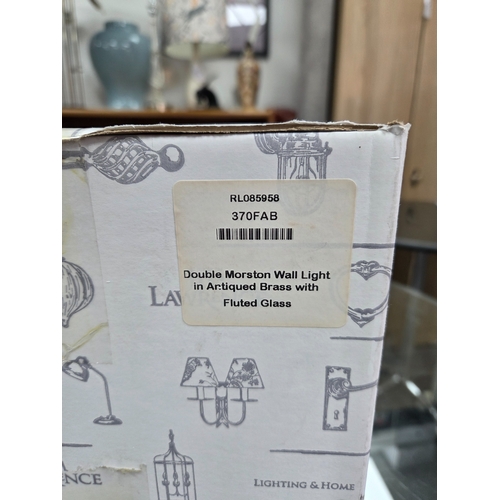 RL085958
370FAB
Double Morston Wall Light
in Antiqued Brass with
Fluted Glass
LIGHTING & HOME